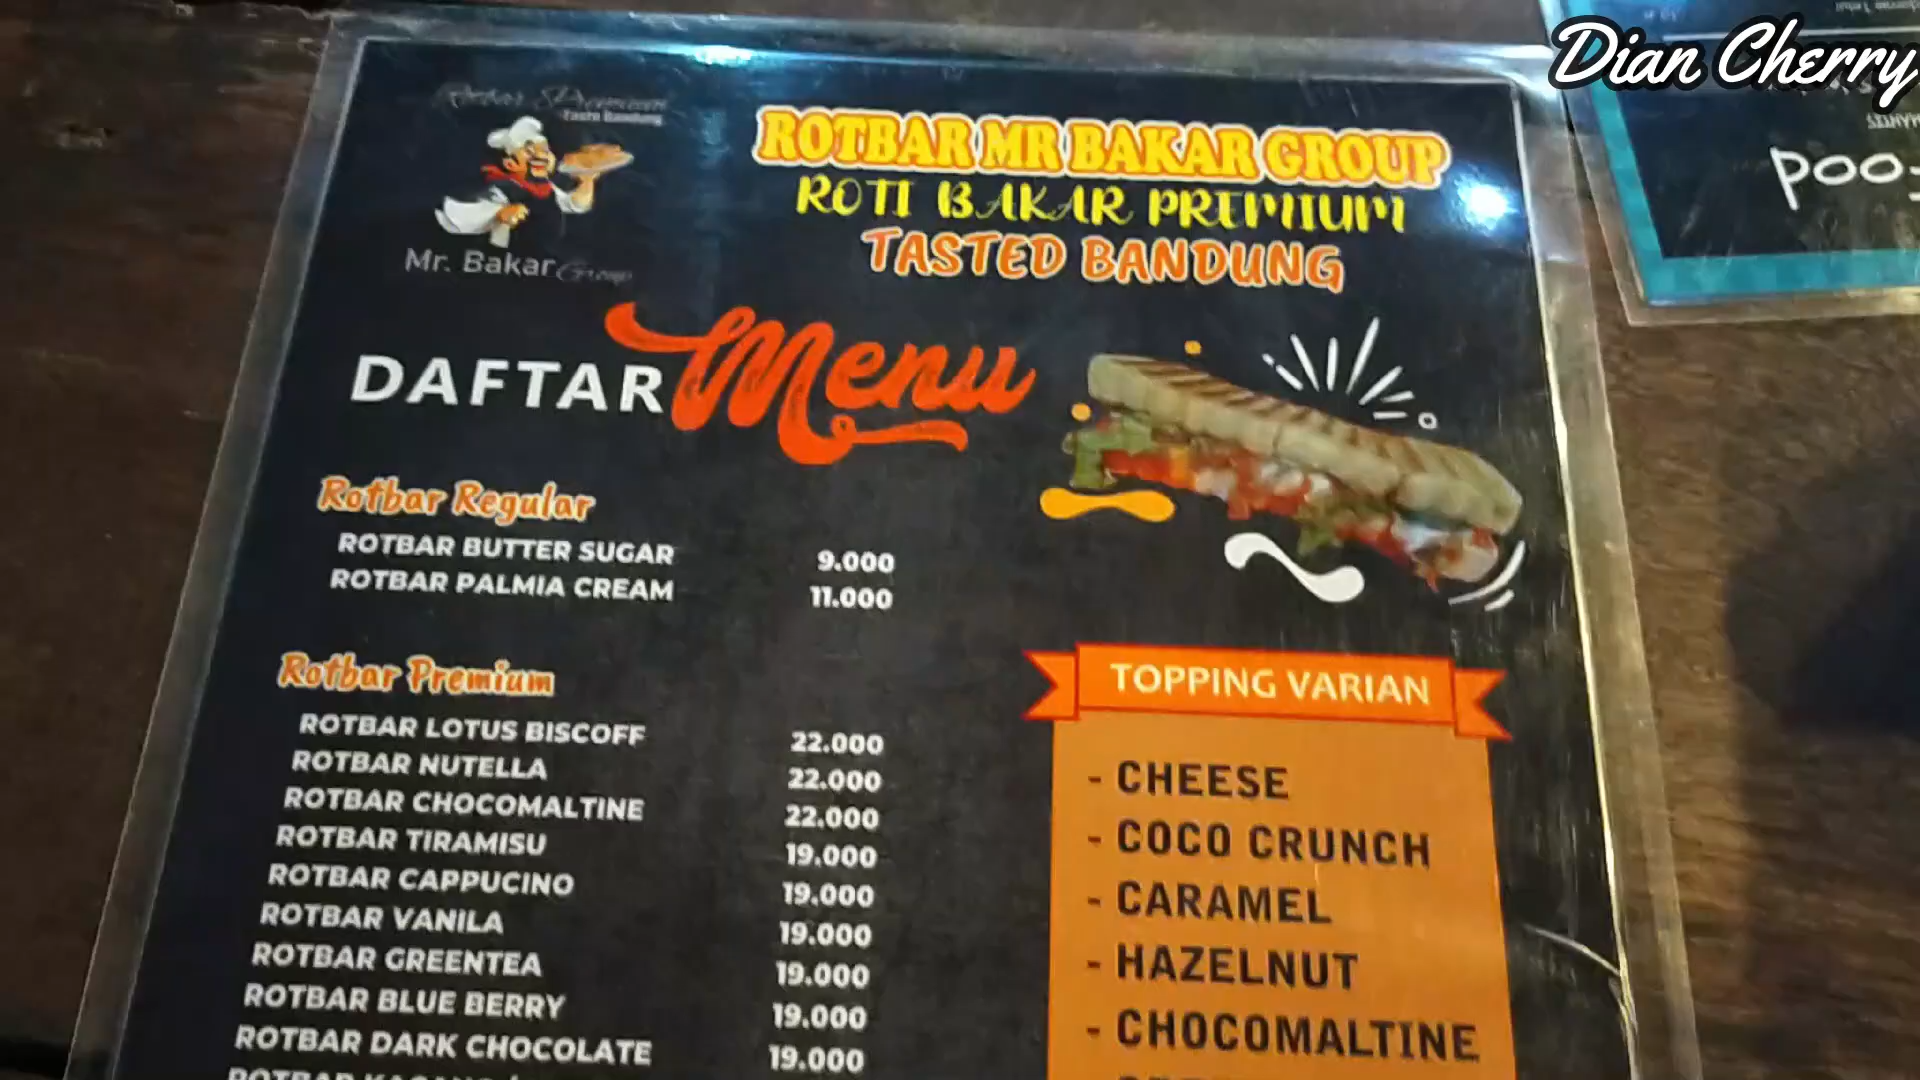 Dian Cherry
Taste Bandung
Mr. Bakar Group
ROTBAR MR BAKAR GROUP
ROTI BAKAR PREMIUM
TASTED BANDUNG
DAFTAR Menu
Rotbar Regular
ROTBAR BUTTER SUGAR 9.000
ROTBAR PALMIA CREAM 11.000
Rotbar Premium
ROTBAR LOTUS BISCOFF 22.000
ROTBAR NUTELLA 22.000
ROTBAR CHOCOMALTINE 22.000
ROTBAR TIRAMISU 19.000
ROTBAR CAPPUCINO 19.000
ROTBAR VANILA 19.000
ROTBAR GREENTEA 19.000
ROTBAR BLUE BERRY 19.000
ROTBAR DARK CHOCOLATE 19.000
TOPPING VARIAN
- CHEESE
- COCO CRUNCH
- CARAMEL
- HAZELNUT
- CHOCOMALTINE